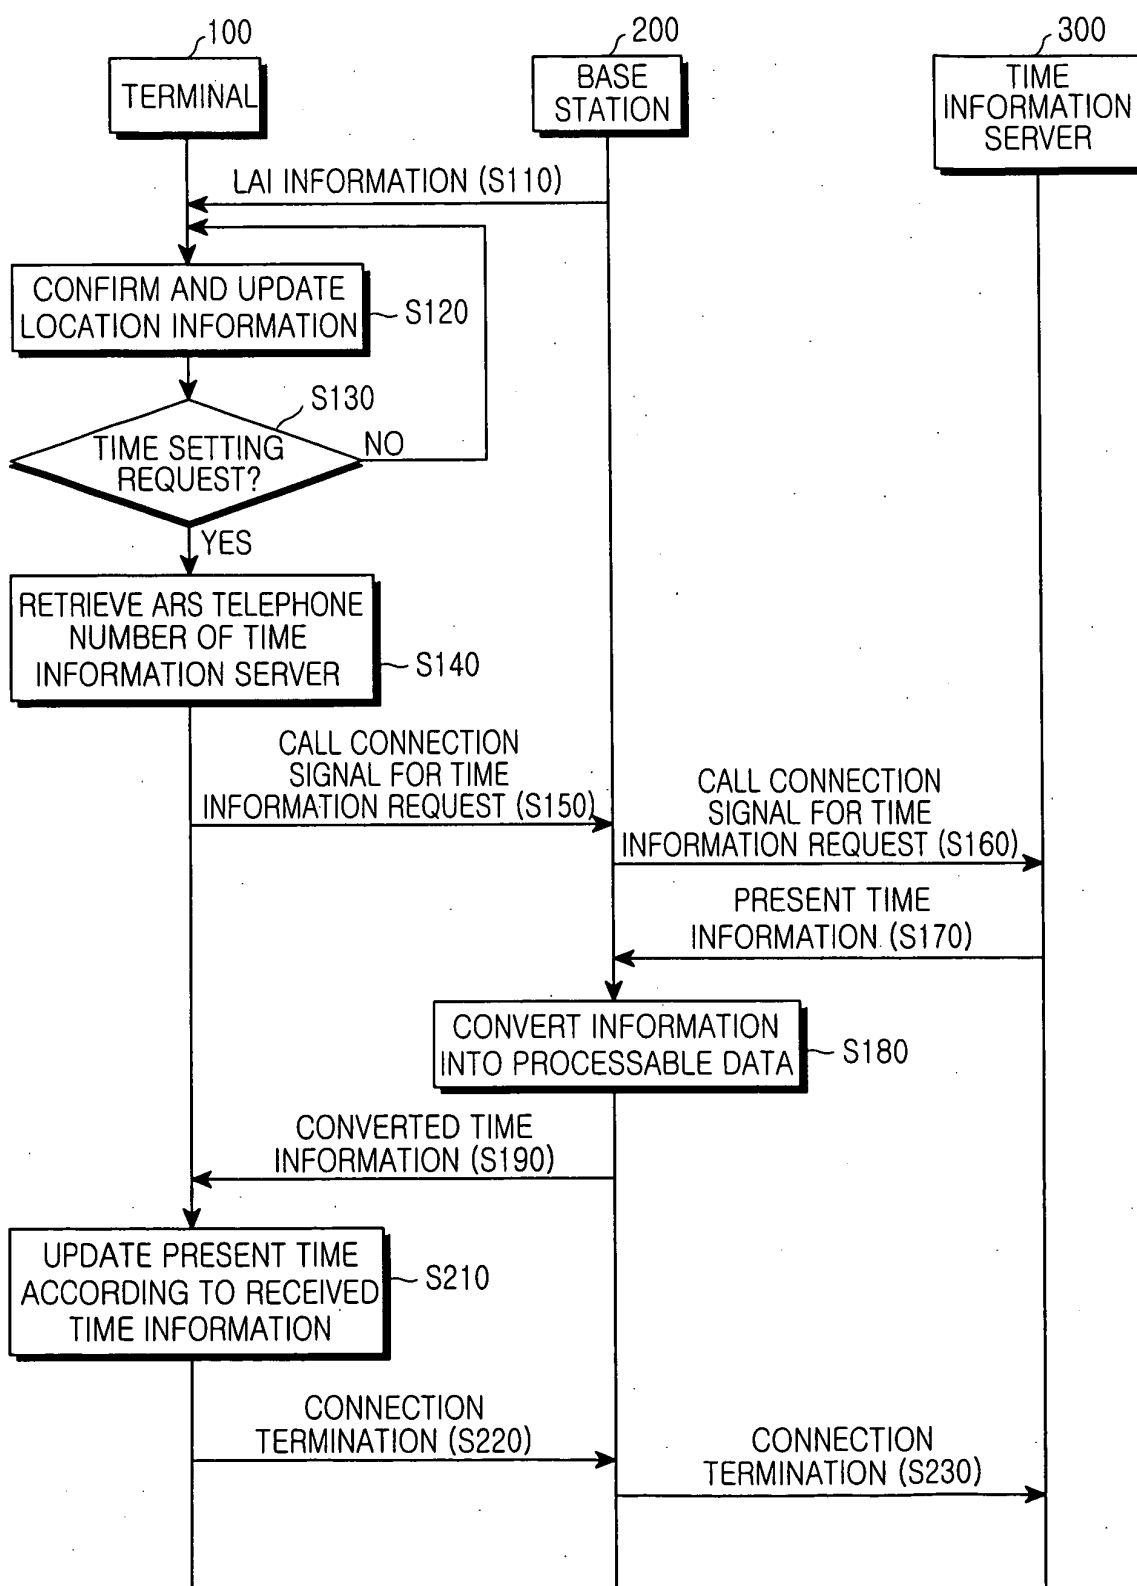 100
200
300
TERMINAL
BASE
STATION
TIME
INFORMATION
SERVER
LAI INFORMATION (S110)
CONFIRM AND UPDATE
LOCATION INFORMATION
S120
S130
TIME SETTING
REQUEST?
NO
YES
RETRIEVE ARS TELEPHONE
NUMBER OF TIME
INFORMATION SERVER
S140
CALL CONNECTION
SIGNAL FOR TIME
INFORMATION REQUEST (S150)
CALL CONNECTION
SIGNAL FOR TIME
INFORMATION REQUEST (S160)
PRESENT TIME
INFORMATION (S170)
CONVERT INFORMATION
INTO PROCESSABLE DATA
S180
CONVERTED TIME
INFORMATION (S190)
UPDATE PRESENT TIME
ACCORDING TO RECEIVED
TIME INFORMATION
S210
CONNECTION
TERMINATION (S220)
CONNECTION
TERMINATION (S230)